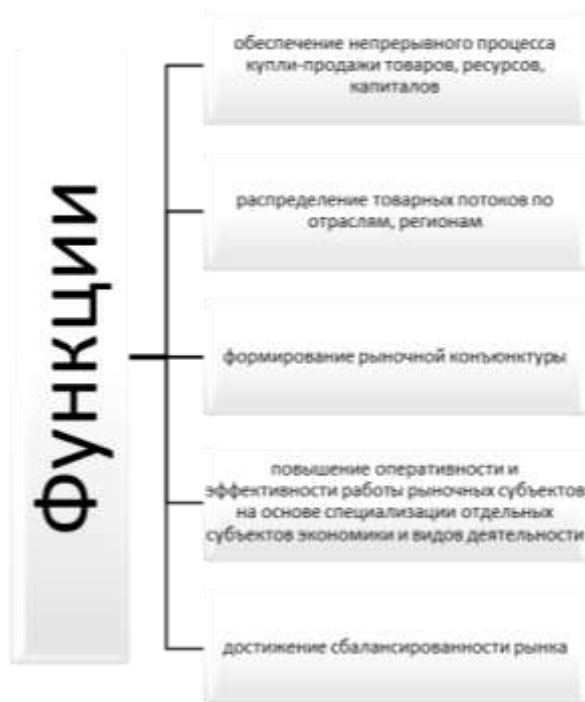 Функции
обеспечение непрерывного процесса
купли-продажи товаров, ресурсов,
капиталов
распределение товарных потоков по
отраслям, регионам
формирование рыночной конъюнктуры
повышение оперативности и
эффективности работы рыночных субъектов
на основе специализации отдельных
субъектов экономики и видов деятельности
достижение сбалансированности рынка